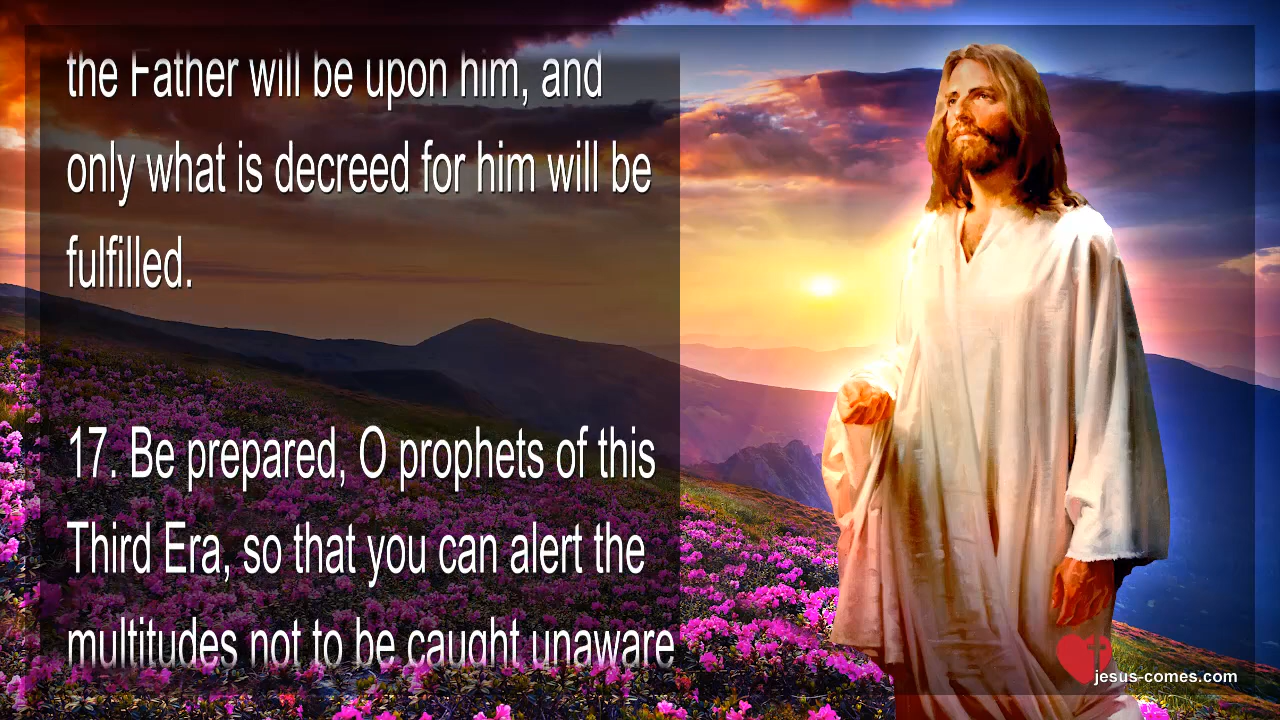 the Father will be upon him, and
only what is decreed for him will be
fulfilled.
17. Be prepared, O prophets of this
Third Era, so that you can alert the
multitudes not to be caught unaware
jesus-comes.com